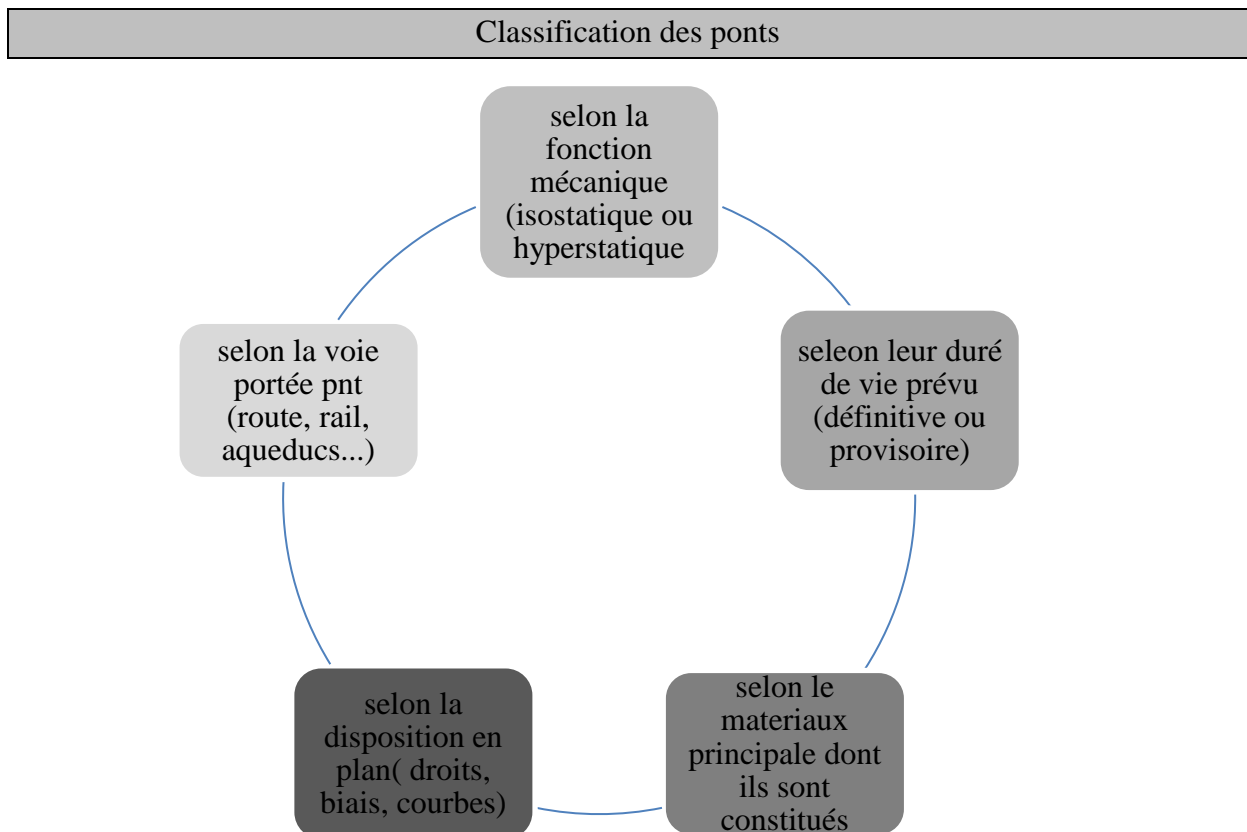 Classification des ponts
selon la
fonction
mécanique
(isostatique ou
hyperstatique
seleon leur duré
de vie prévu
(définitive ou
provisoire)
selon le
materiaux
principale dont
ils sont
constitués
selon la
disposition en
plan( droits,
biais, courbes)
selon la voie
portée pnt
(route, rail,
aqueducs...)